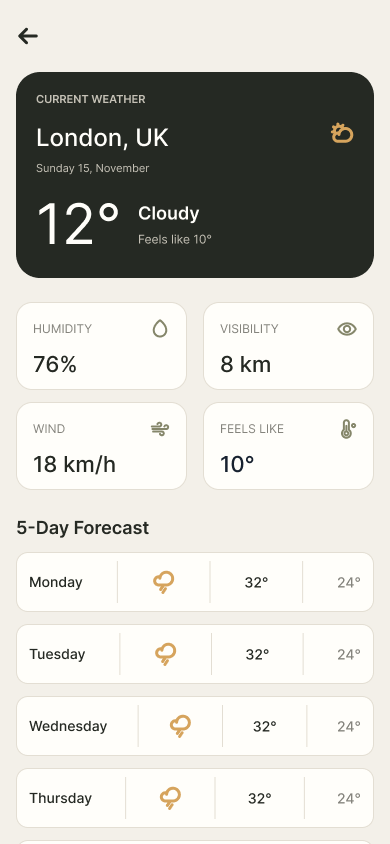 CURRENT WEATHER
London, UK
Sunday 15, November
12°
Cloudy
Feels like 10°
HUMIDITY
76%
VISIBILITY
8 km
WIND
18 km/h
FEELS LIKE
10°
5-Day Forecast
Monday 32° 24°
Tuesday 32° 24°
Wednesday 32° 24°
Thursday 32° 24°